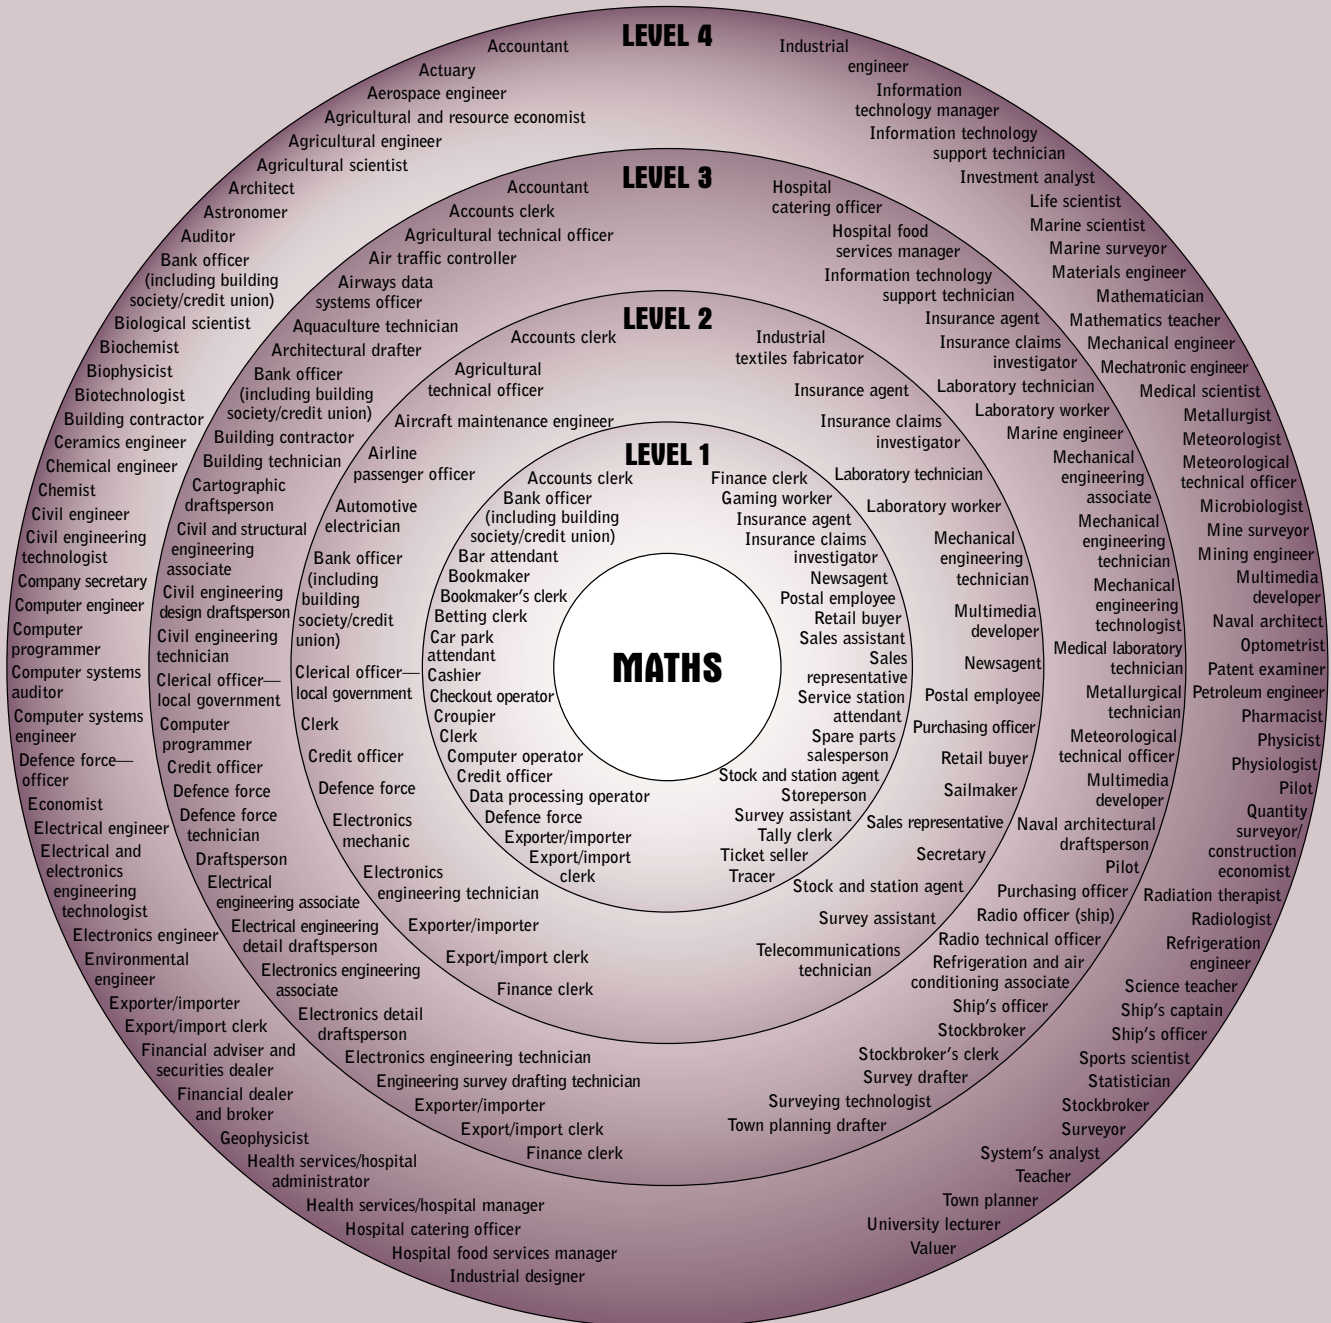 LEVEL 4
Accountant
Actuary
Aerospace engineer
Agricultural and resource economist
Agricultural engineer
Agricultural scientist
Architect
Astronomer
Auditor
Bank officer
(including building
society/credit union)
Biological scientist
Biochemist
Biophysicist
Biotechnologist
Building contractor
Ceramics engineer
Chemical engineer
Chemist
Civil engineer
Civil engineering
technologist
Company secretary
Computer engineer
Computer
programmer
Computer systems
auditor
Computer systems
engineer
Defence force—
officer
Economist
Electrical engineer
Electrical and
electronics
engineering
technologist
Electronics engineer
Environmental
engineer
Exporter/importer
Export/import clerk
Financial adviser and
securities dealer
Financial dealer
and broker
Geophysicist
Health services/hospital
administrator
Health services/hospital manager
Hospital catering officer
Hospital food services manager
Industrial designer
Industrial
engineer
Information
technology manager
Information technology
support technician
Investment analyst
Life scientist
Marine scientist
Marine surveyor
Materials engineer
Mathematician
Mathematics teacher
Mechanical engineer
Mechatronic engineer
Medical scientist
Metallurgist
Meteorologist
Meteorological
technical officer
Microbiologist
Mine surveyor
Mining engineer
Multimedia
developer
Naval architect
Optometrist
Patent examiner
Petroleum engineer
Pharmacist
Physicist
Physiologist
Pilot
Quantity
surveyor/
construction
economist
Radiation therapist
Radiologist
Refrigeration
engineer
Science teacher
Ship's captain
Ship's officer
Sports scientist
Statistician
Stockbroker
Surveyor
System's analyst
Teacher
Town planner
University lecturer
Valuer
LEVEL 3
Accountant
Accounts clerk
Agricultural technical officer
Air traffic controller
Airways data
systems officer
Aquaculture technician
Architectural drafter
Bank officer
(including building
society/credit union)
Building contractor
Building technician
Cartographic
draftsperson
Civil and structural
engineering
associate
Civil engineering
design draftsperson
Civil engineering
technician
Clerical officer—
local government
Computer
programmer
Credit officer
Defence force
Defence force
technician
Draftsperson
Electrical
engineering associate
Electrical engineering
detail draftsperson
Electronics engineering
associate
Electronics detail
draftsperson
Electronics engineering technician
Engineering survey drafting technician
Exporter/importer
Export/import clerk
Finance clerk
Hospital
catering officer
Hospital food
services manager
Information technology
support technician
Insurance agent
Insurance claims
investigator
Laboratory technician
Laboratory worker
Marine engineer
Mechanical
engineering
associate
Mechanical
engineering
technician
Mechanical
engineering
technologist
Medical laboratory
technician
Metallurgical
technician
Meteorological
technical officer
Multimedia
developer
Naval architectural
draftsperson
Pilot
Purchasing officer
Radio officer (ship)
Radio technical officer
Refrigeration and air
conditioning associate
Ship's officer
Stockbroker
Stockbroker's clerk
Survey drafter
Surveying technologist
Town planning drafter
LEVEL 2
Accounts clerk
Agricultural
technical officer
Aircraft maintenance engineer
Airline
passenger officer
Automotive
electrician
Bank officer
(including
building
society/credit
union)
Clerical officer—
local government
Clerk
Credit officer
Defence force
Electronics
mechanic
Electronics
engineering technician
Exporter/importer
Export/import clerk
Finance clerk
Industrial
textiles fabricator
Insurance agent
Insurance claims
investigator
Laboratory technician
Laboratory worker
Mechanical
engineering
technician
Multimedia
developer
Newsagent
Postal employee
Purchasing officer
Retail buyer
Sailmaker
Sales representative
Secretary
Stock and station agent
Survey assistant
Telecommunications
technician
LEVEL 1
Accounts clerk
Bank officer
(including building
society/credit union)
Bar attendant
Bookmaker
Bookmaker's clerk
Betting clerk
Car park
attendant
Cashier
Checkout operator
Croupier
Clerk
Computer operator
Credit officer
Data processing operator
Defence force
Exporter/importer
Export/import
clerk
Finance clerk
Gaming worker
Insurance agent
Insurance claims
investigator
Newsagent
Postal employee
Retail buyer
Sales assistant
Sales
representative
Service station
attendant
Spare parts
salesperson
Stock and station agent
Storeperson
Survey assistant
Tally clerk
Ticket seller
Tracer
MATHS